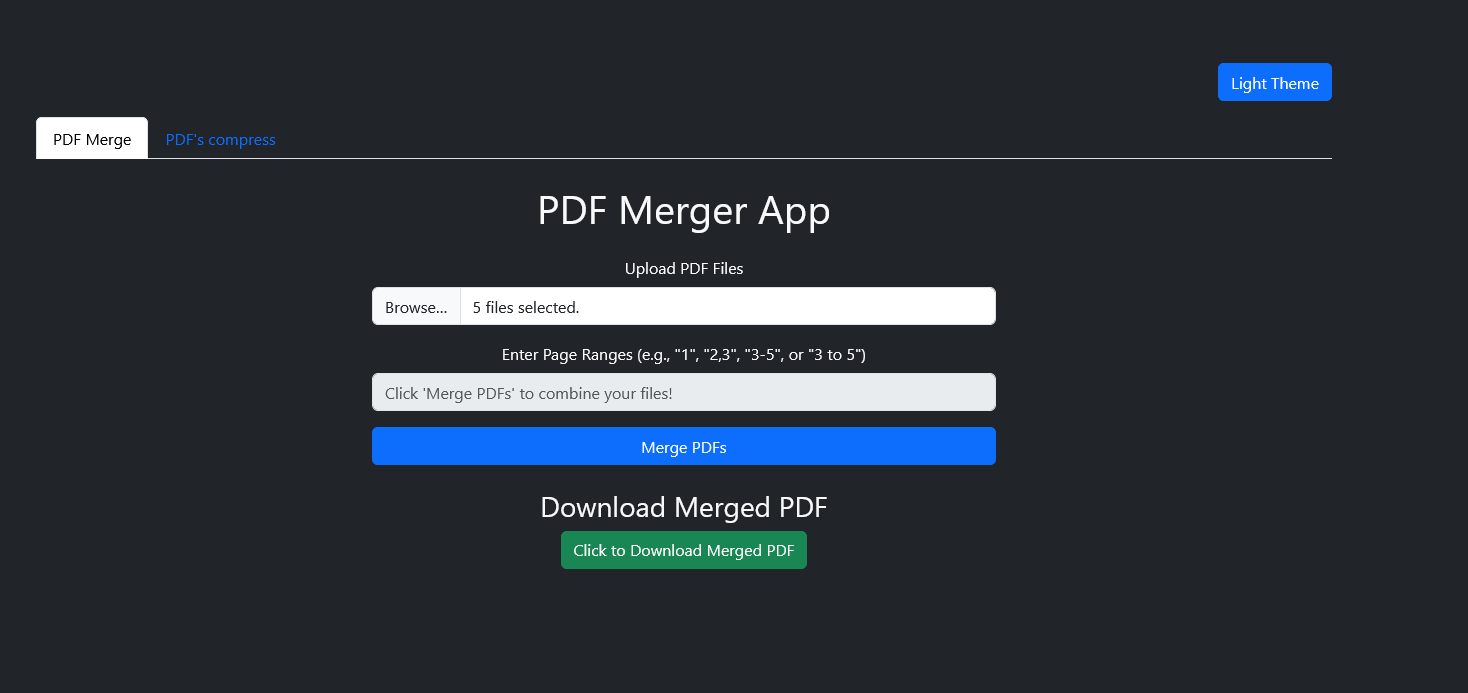 Light Theme
PDF Merge
PDF's compress
PDF Merger App
Upload PDF Files
Browse... 5 files selected.
Enter Page Ranges (e.g., "1", "2,3", "3-5", or "3 to 5")
Click 'Merge PDFs' to combine your files!
Merge PDFs
Download Merged PDF
Click to Download Merged PDF